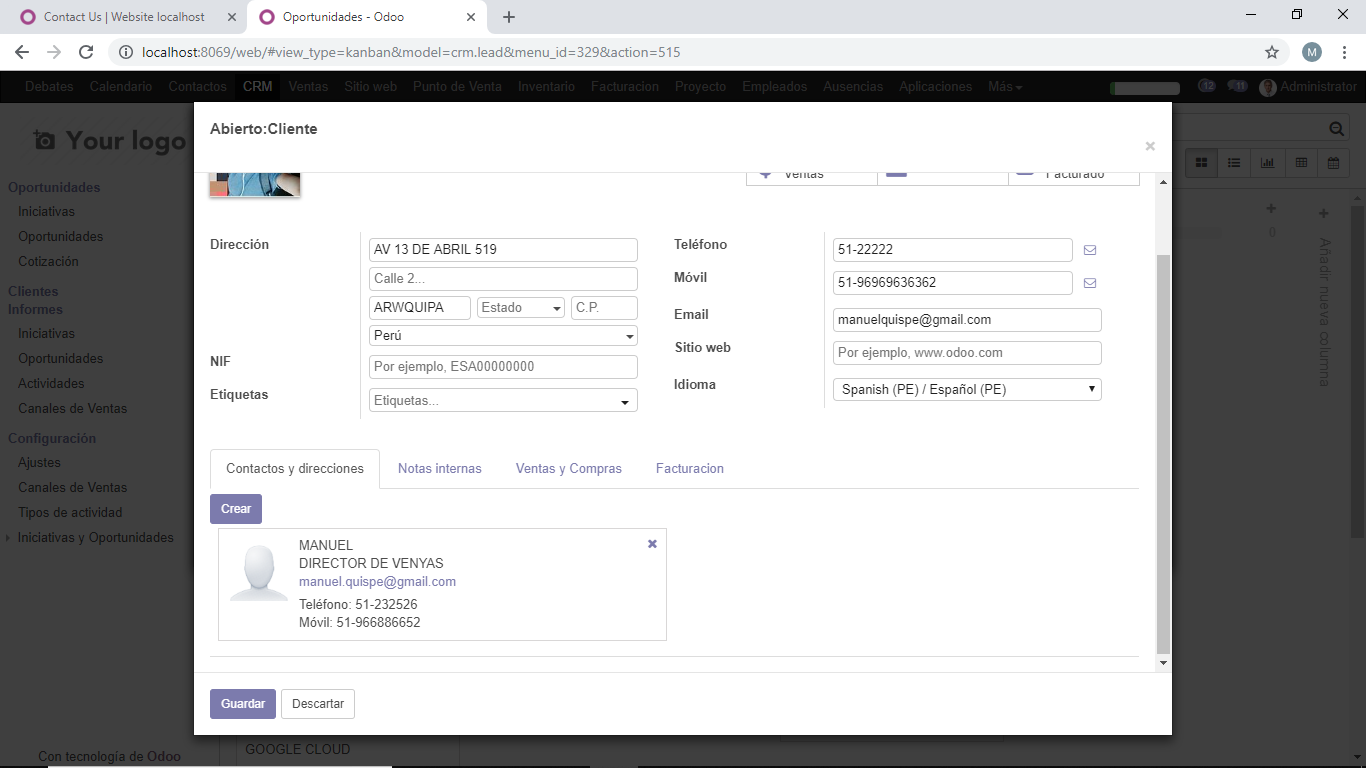 Contact Us | Website localhost
Oportunidades - Odoo
localhost:8069/web/#view_type=kanban&model=crm.lead&menu_id=329&action=515
M
Debates Calendario Contactos CRM Ventas Sitio web Punto de Venta Inventario Facturacion Proyecto Empleados Ausencias Aplicaciones Más 12 11 Administrator
Your logo
Oportunidades
Iniciativas
Oportunidades
Cotización
Clientes
Informes
Iniciativas
Oportunidades
Actividades
Canales de Ventas
Configuración
Ajustes
Canales de Ventas
Tipos de actividad
Iniciativas y Oportunidades
Con tecnología de Odoo
Abierto:Cliente
×
Ventas
Facturado
Dirección
AV 13 DE ABRIL 519
Calle 2...
ARWQUIPA Estado C.P.
Perú
NIF Por ejemplo, ESA00000000
Etiquetas Etiquetas...
Teléfono 51-22222
Móvil 51-96969636362
Email manuelquispe@gmail.com
Sitio web Por ejemplo, www.odoo.com
Idioma Spanish (PE) / Español (PE)
Contactos y direcciones Notas internas Ventas y Compras Facturacion
Crear
MANUEL
DIRECTOR DE VENYAS
manuel.quispe@gmail.com
Teléfono: 51-232526
Móvil: 51-966886652
Guardar Descartar
GOOGLE CLOUD
0
Añadir nueva columna